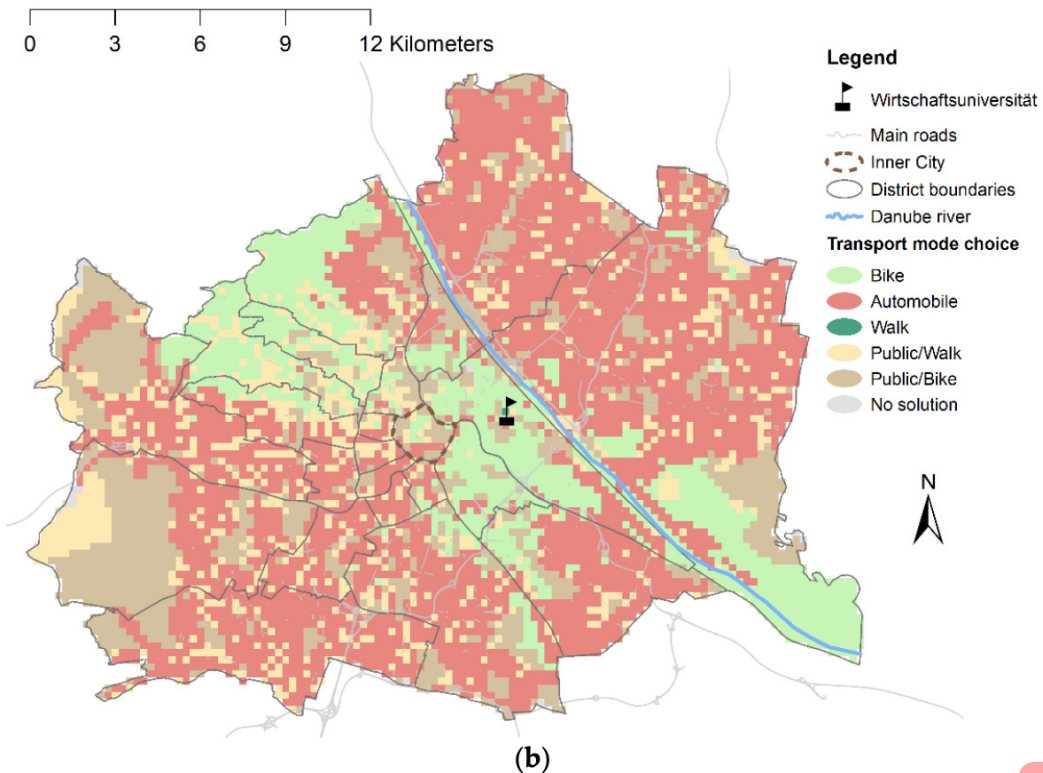 0 3 6 9 12 Kilometers
Legend
Wirtschaftsuniversität
Main roads
Inner City
District boundaries
Danube river
Transport mode choice
Bike
Automobile
Walk
Public/Walk
Public/Bike
No solution
N
(b)